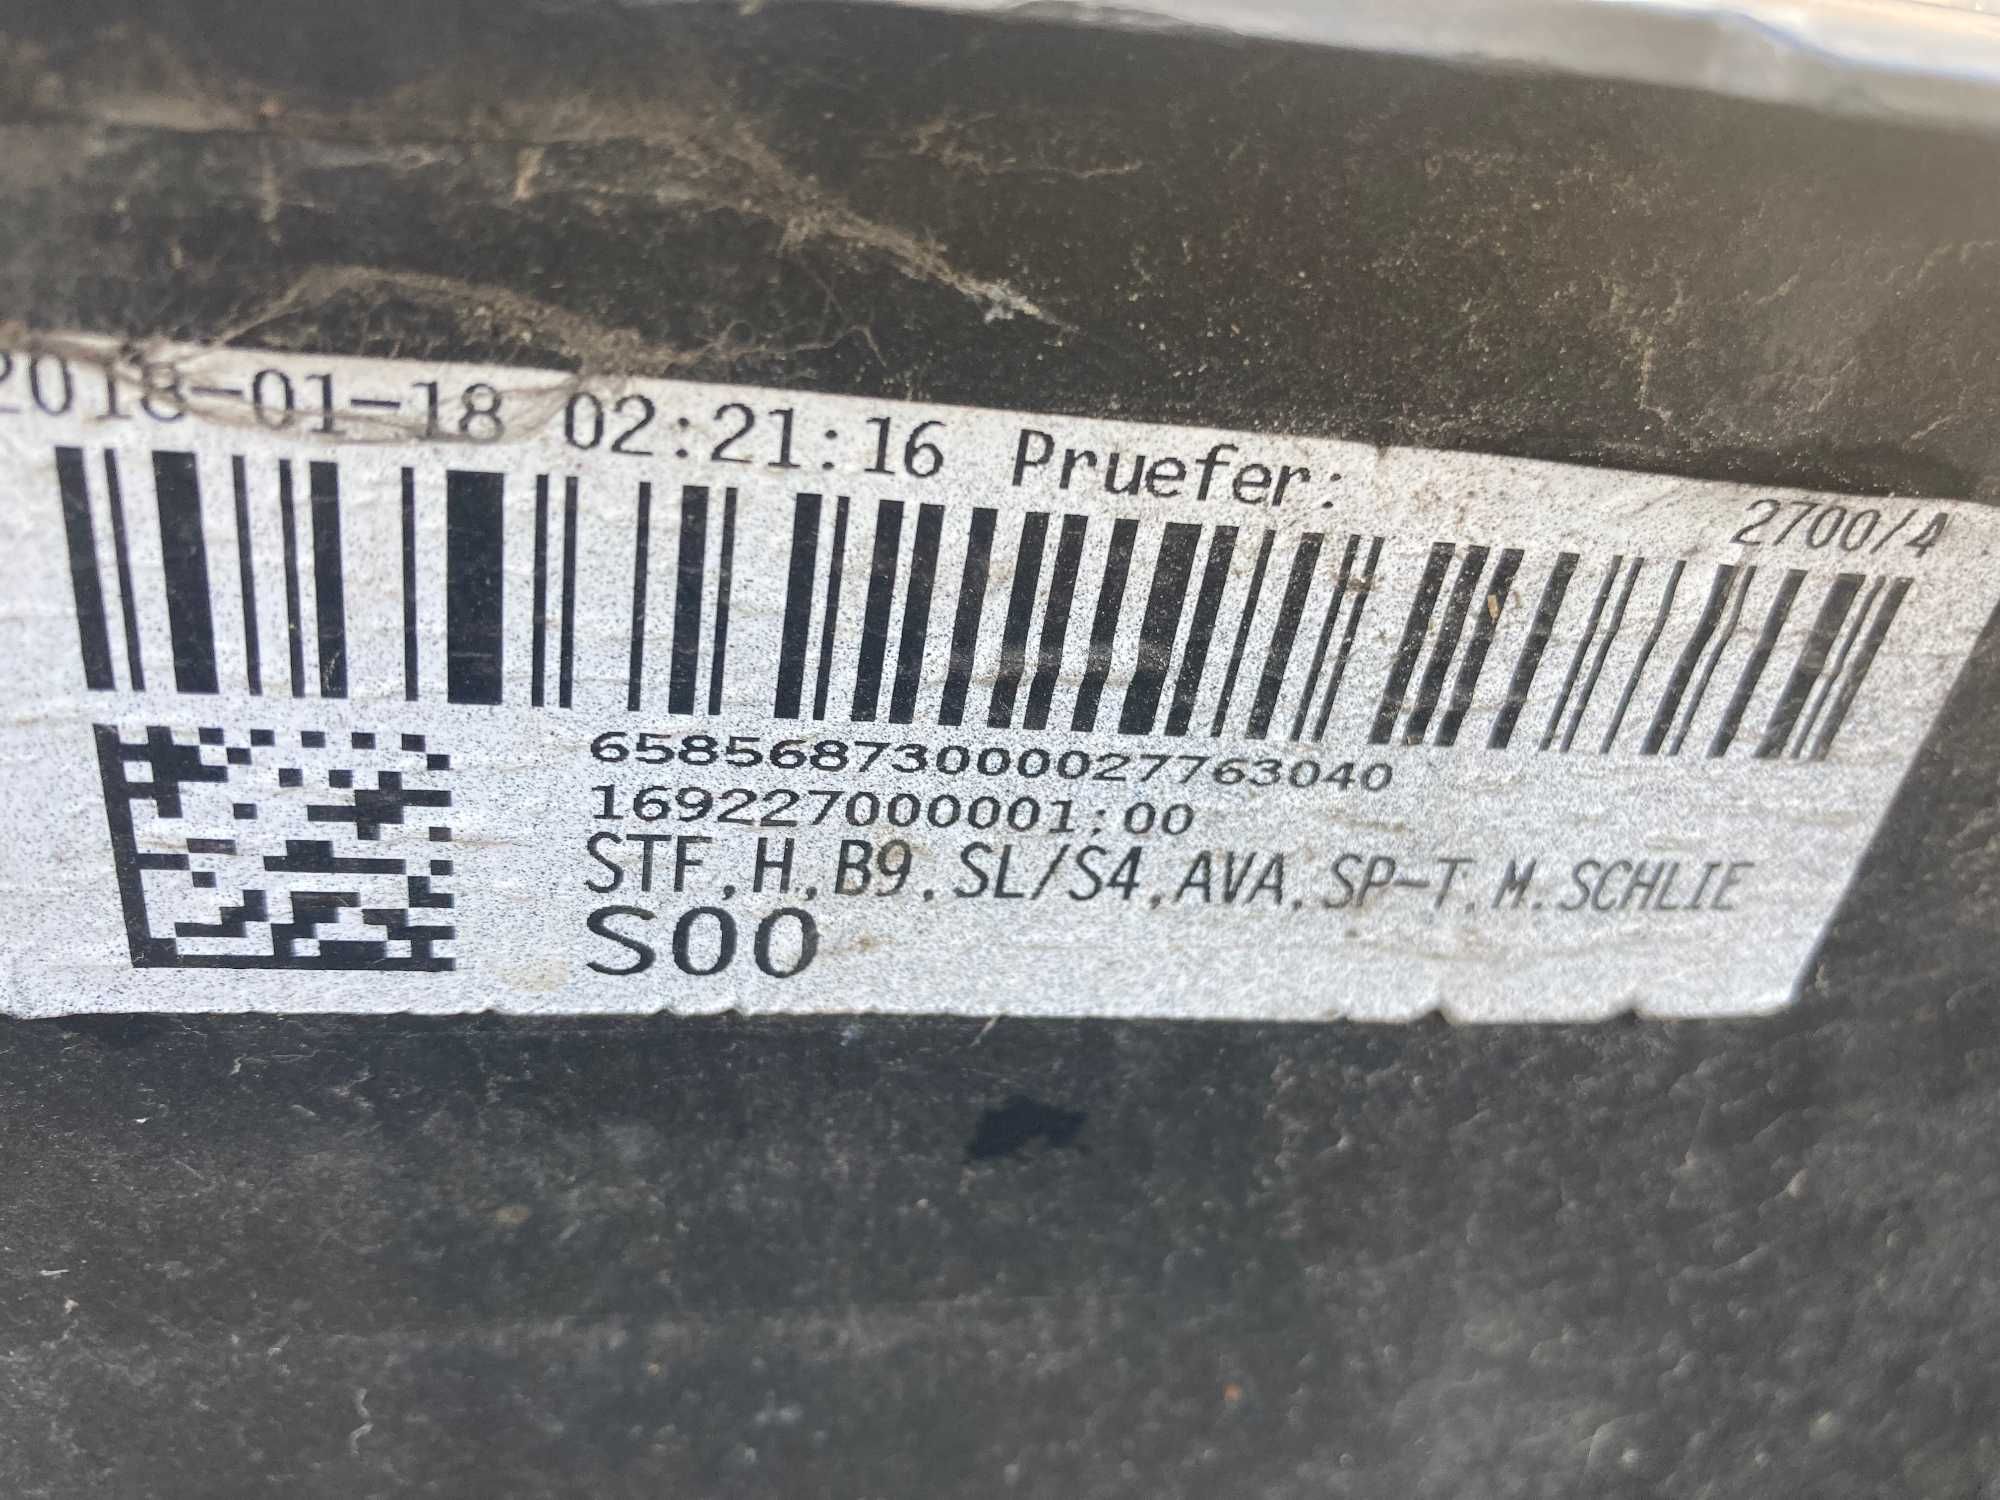 2018-01-18 02:21:16 Pruefer:
2700/4
65856873000027763040
169227000001:00
STF,H,B9,SL/S4,AVA,SP-T,M.SCHLIE
S00